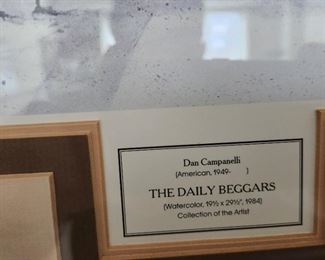 Dan Campanelli
(American, 1949-      )
THE DAILY BEGGARS
(Watercolor, 19½ x 29½", 1984)
Collection of the Artist